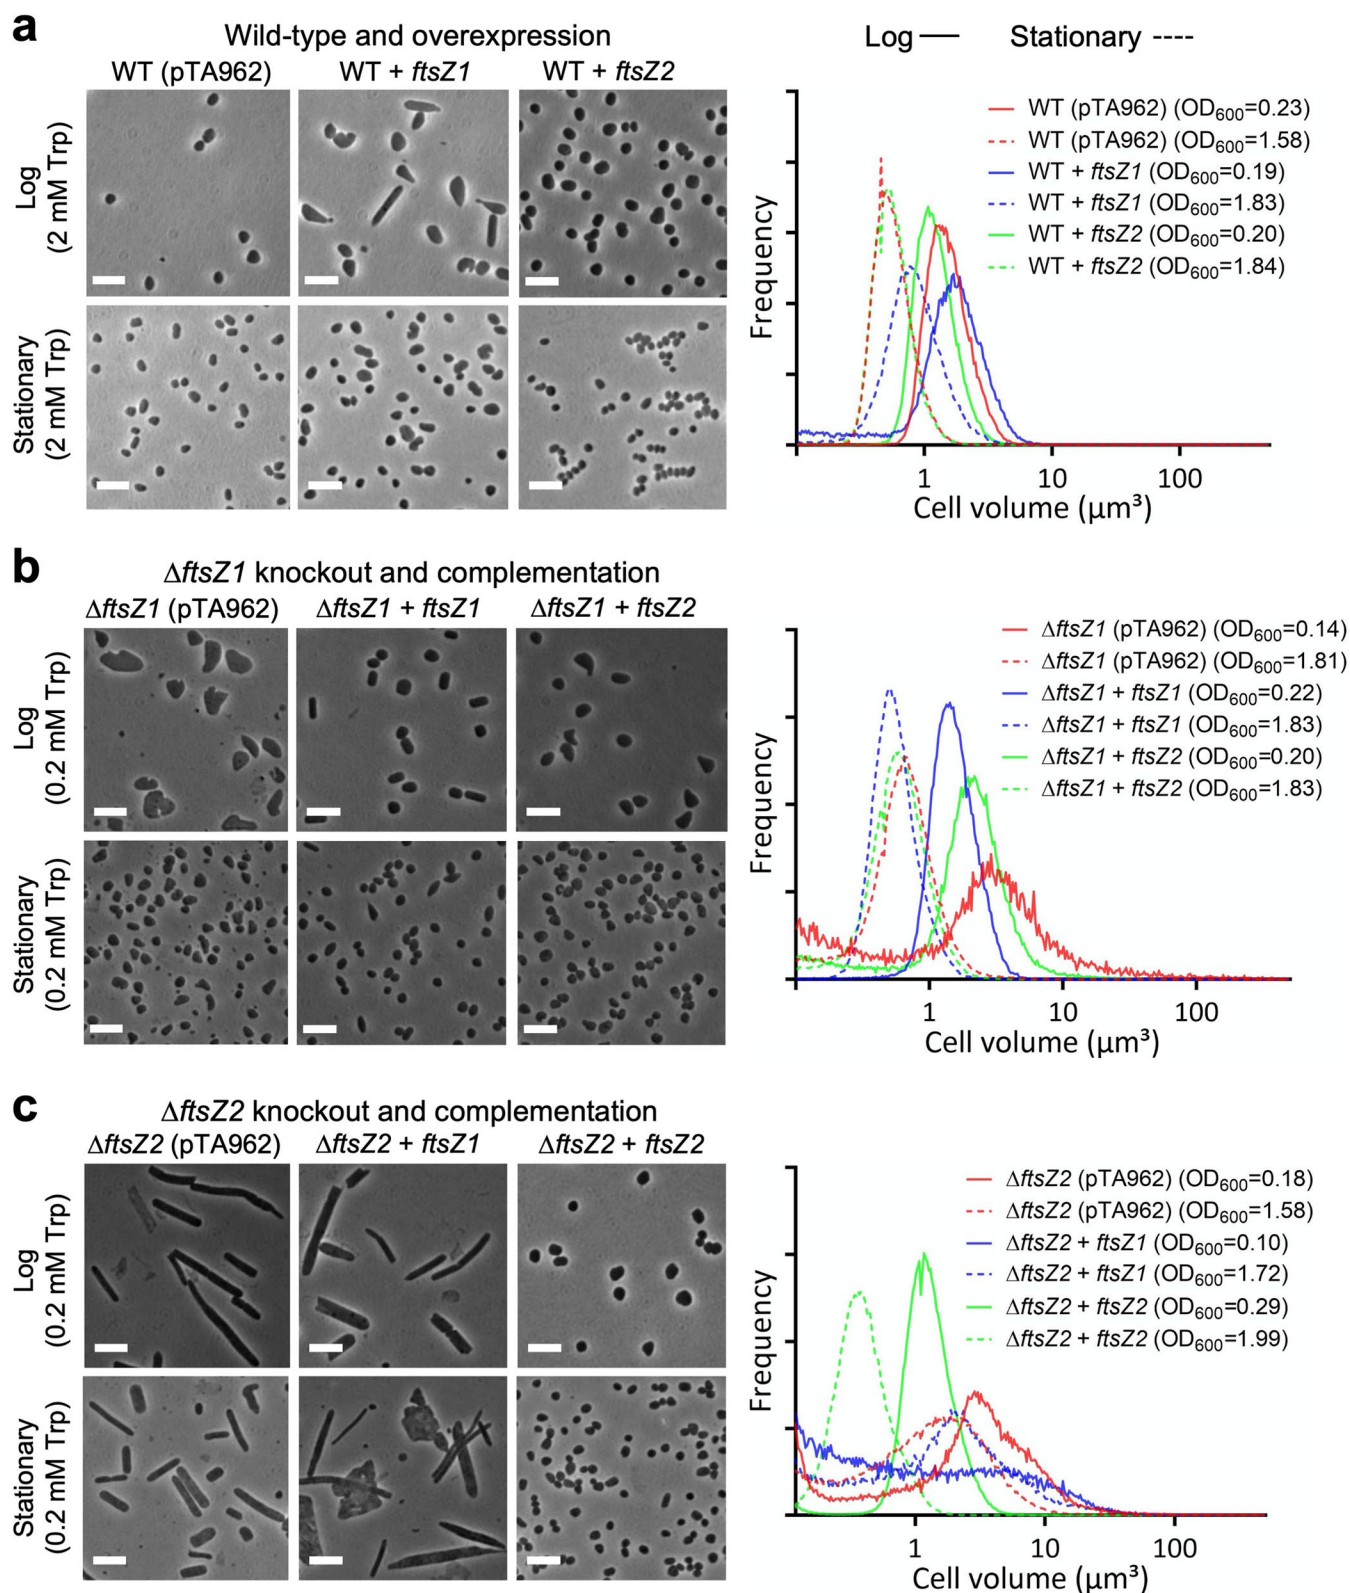 a
Wild-type and overexpression
WT (pTA962)
WT + ftsZ1
WT + ftsZ2
Log
(2 mM Trp)
Stationary
(2 mM Trp)
Log
Stationary
WT (pTA962) (OD600=0.23)
WT (pTA962) (OD600=1.58)
WT + ftsZ1 (OD600=0.19)
WT + ftsZ1 (OD600=1.83)
WT + ftsZ2 (OD600=0.20)
WT + ftsZ2 (OD600=1.84)
Frequency
1
10
100
Cell volume (µm³)
b
ΔftsZ1 knockout and complementation
ΔftsZ1 (pTA962)
ΔftsZ1 + ftsZ1
ΔftsZ1 + ftsZ2
Log
(0.2 mM Trp)
Stationary
(0.2 mM Trp)
ΔftsZ1 (pTA962) (OD600=0.14)
ΔftsZ1 (pTA962) (OD600=1.81)
ΔftsZ1 + ftsZ1 (OD600=0.22)
ΔftsZ1 + ftsZ1 (OD600=1.83)
ΔftsZ1 + ftsZ2 (OD600=0.20)
ΔftsZ1 + ftsZ2 (OD600=1.83)
Frequency
1
10
100
Cell volume (µm³)
c
ΔftsZ2 knockout and complementation
ΔftsZ2 (pTA962)
ΔftsZ2 + ftsZ1
ΔftsZ2 + ftsZ2
Log
(0.2 mM Trp)
Stationary
(0.2 mM Trp)
ΔftsZ2 (pTA962) (OD600=0.18)
ΔftsZ2 (pTA962) (OD600=1.58)
ΔftsZ2 + ftsZ1 (OD600=0.10)
ΔftsZ2 + ftsZ1 (OD600=1.72)
ΔftsZ2 + ftsZ2 (OD600=0.29)
ΔftsZ2 + ftsZ2 (OD600=1.99)
Frequency
1
10
100
Cell volume (µm³)